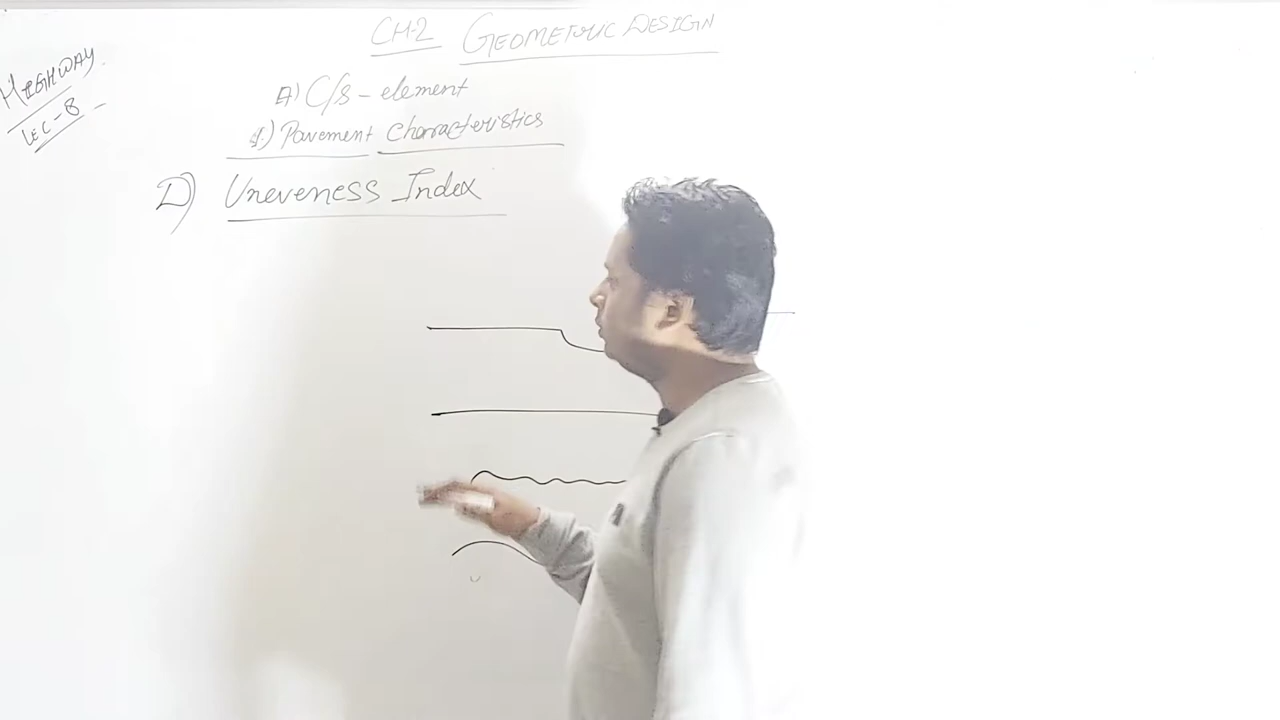 CH-2 GEOMETRIC DESIGN
HIGHWAY
LEC-8
A) C/S - element
1.) Pavement Characteristics
D) Uneveness Index